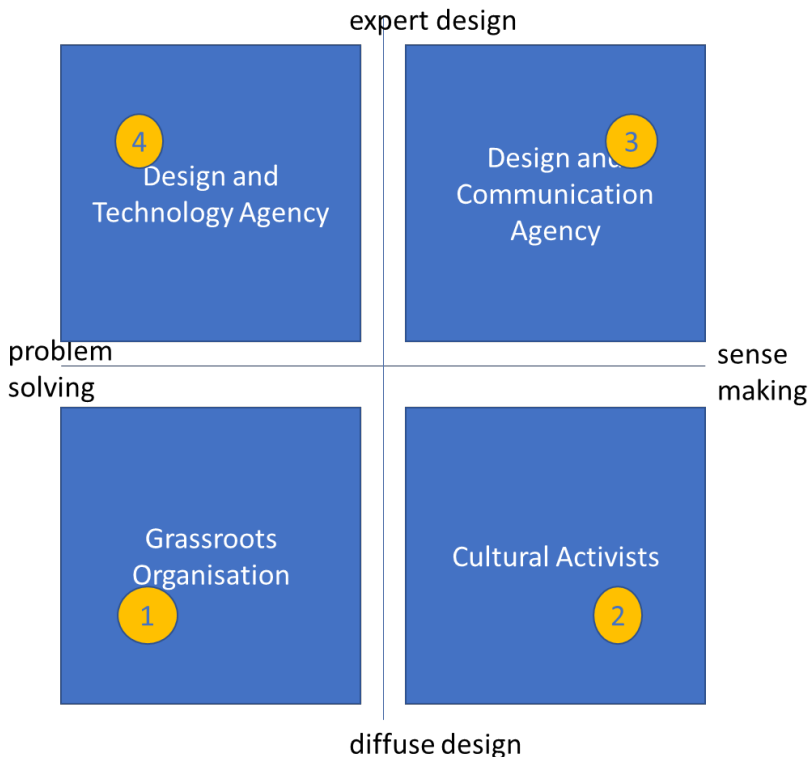 expert design
4
3
Design and
Technology Agency
Design and
Communication
Agency
problem
solving
sense
making
Grassroots
Organisation
1
Cultural Activists
2
diffuse design